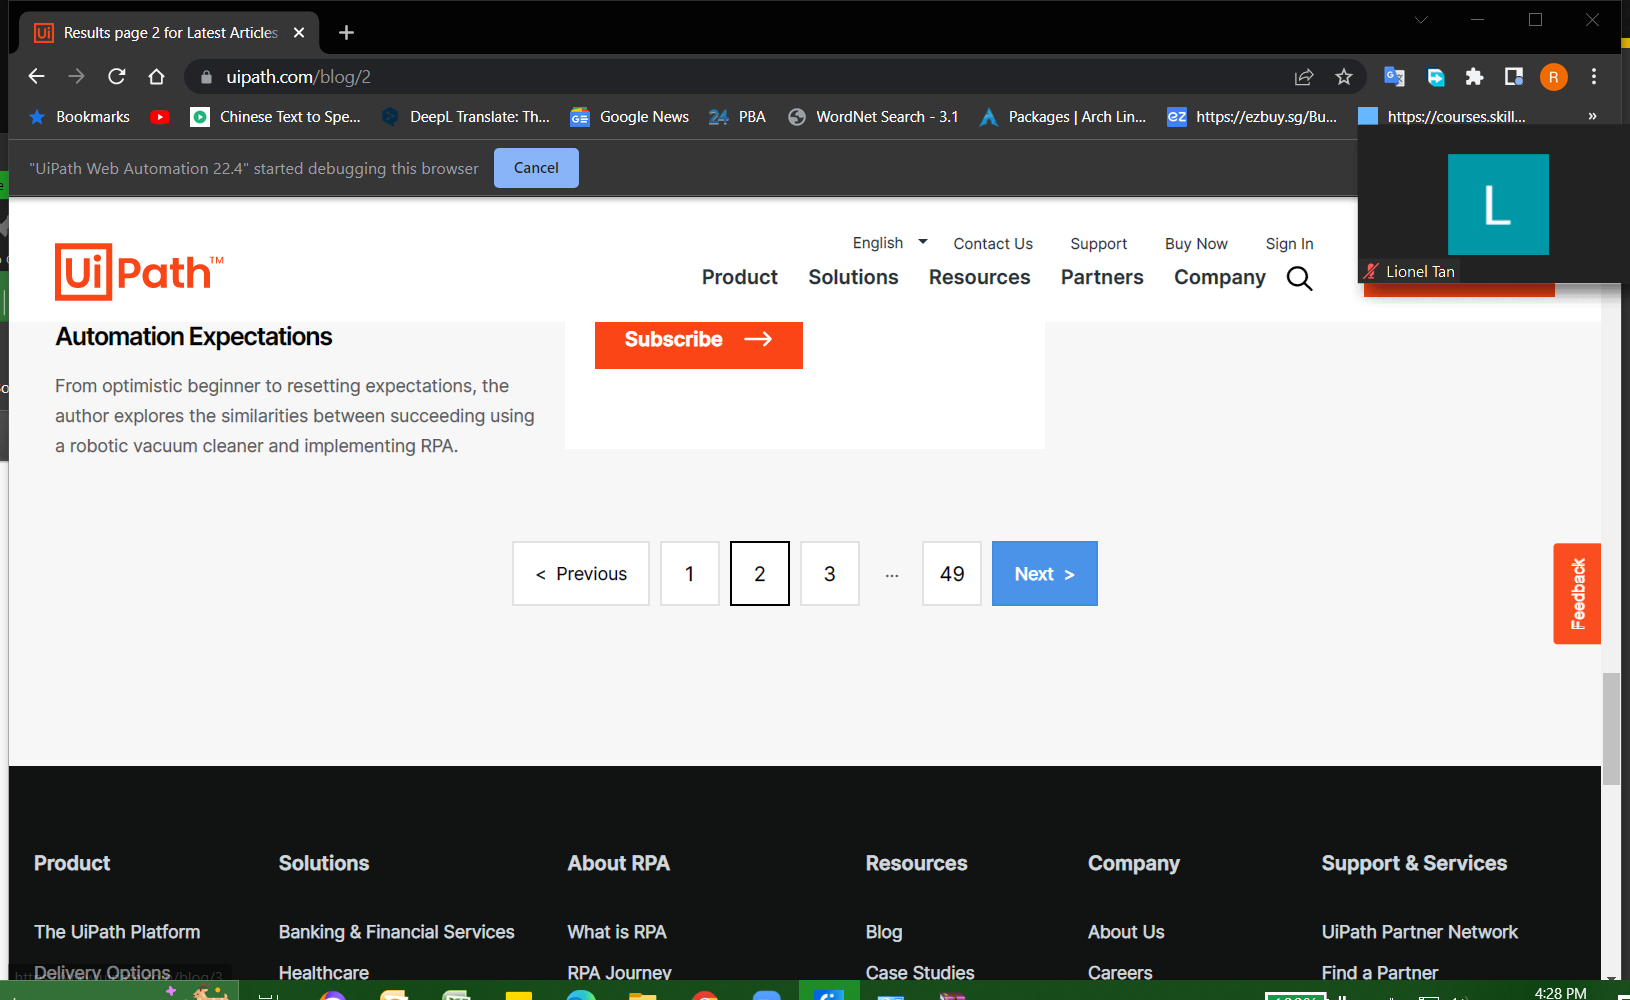 Results page 2 for Latest Articles
uipath.com/blog/2
R
Bookmarks
Chinese Text to Spe...
DeepL Translate: Th...
Google News
24 PBA
WordNet Search - 3.1
Packages | Arch Lin...
ez https://ezbuy.sg/Bu...
https://courses.skill...
»
"UiPath Web Automation 22.4" started debugging this browser
Cancel
L
Lionel Tan
UiPath™
English
Contact Us
Support
Buy Now
Sign In
Product
Solutions
Resources
Partners
Company
Automation Expectations
From optimistic beginner to resetting expectations, the
author explores the similarities between succeeding using
a robotic vacuum cleaner and implementing RPA.
Subscribe
< Previous
1
2
3
...
49
Next >
Feedback
Product
Solutions
About RPA
Resources
Company
Support & Services
The UiPath Platform
Banking & Financial Services
What is RPA
Blog
About Us
UiPath Partner Network
Delivery Options
Healthcare
RPA Journey
Case Studies
Careers
Find a Partner
4:28 PM